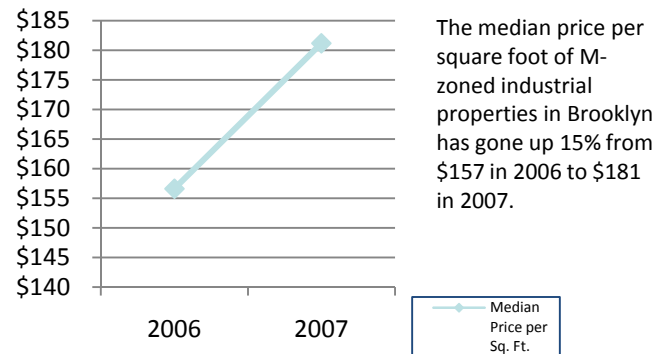 $185
$180
$175
$170
$165
$160
$155
$150
$145
$140
2006 2007
The median price per
square foot of M-
zoned industrial
properties in Brooklyn
has gone up 15% from
$157 in 2006 to $181
in 2007.
Median
Price per
Sq. Ft.